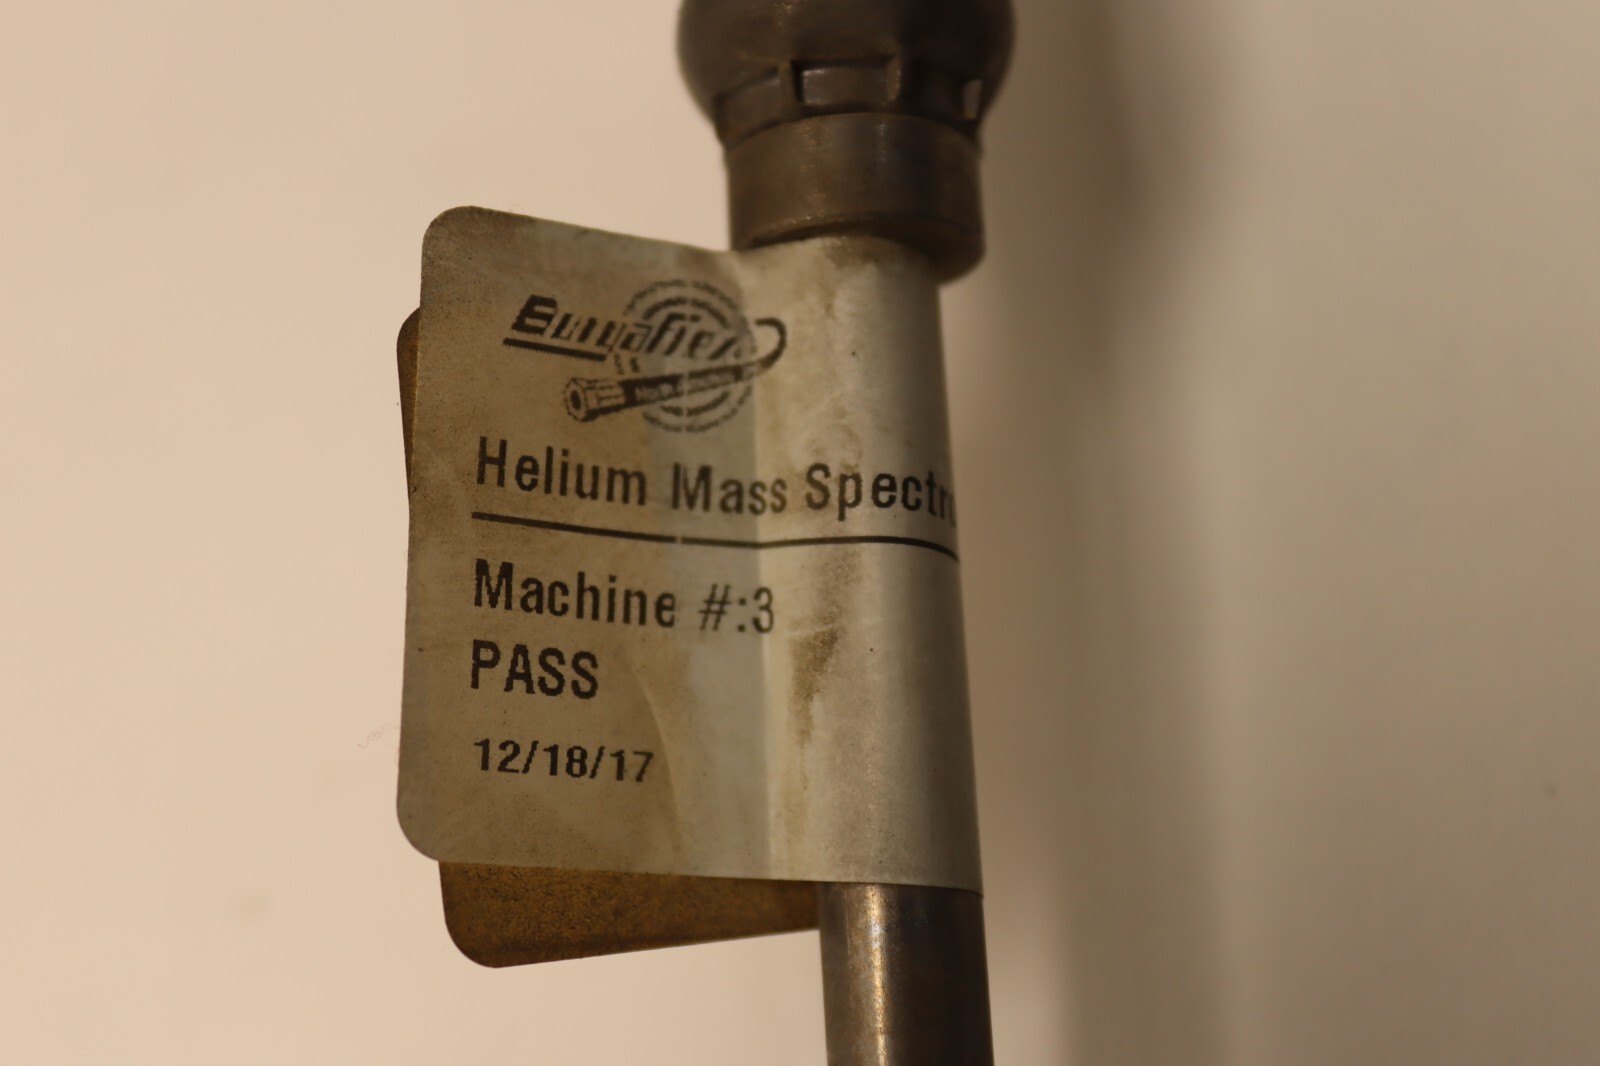 Helium Mass Spectr
Machine #:3
PASS
12/18/17